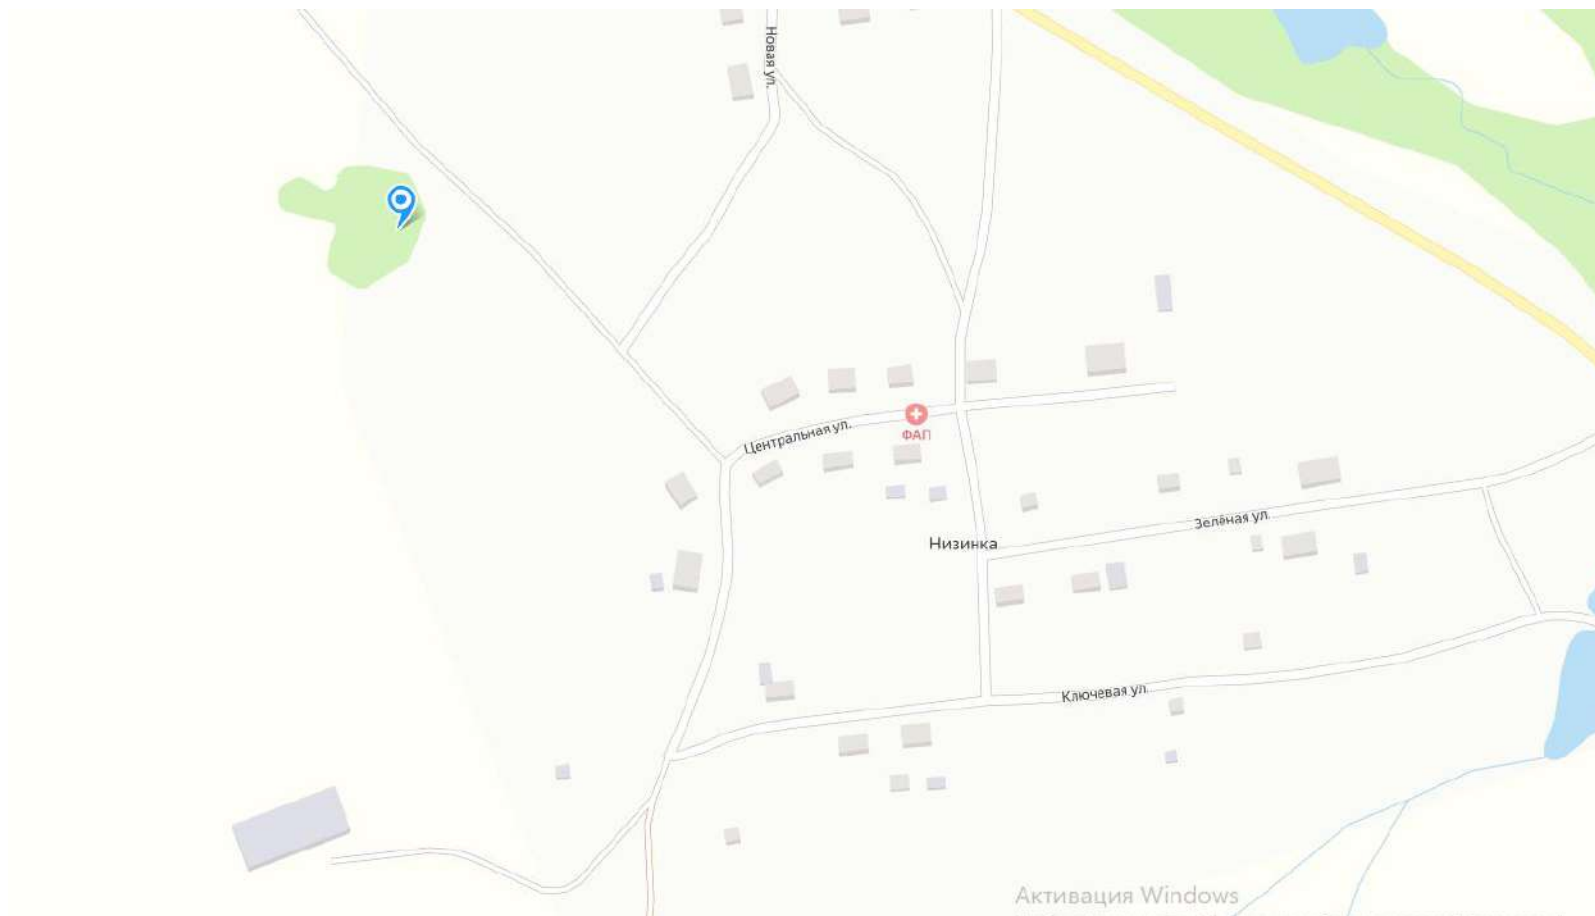 Новая ул.
Центральная ул.
ФАП
Зелёная ул.
Низинка
Ключевая ул.
Активация Windows